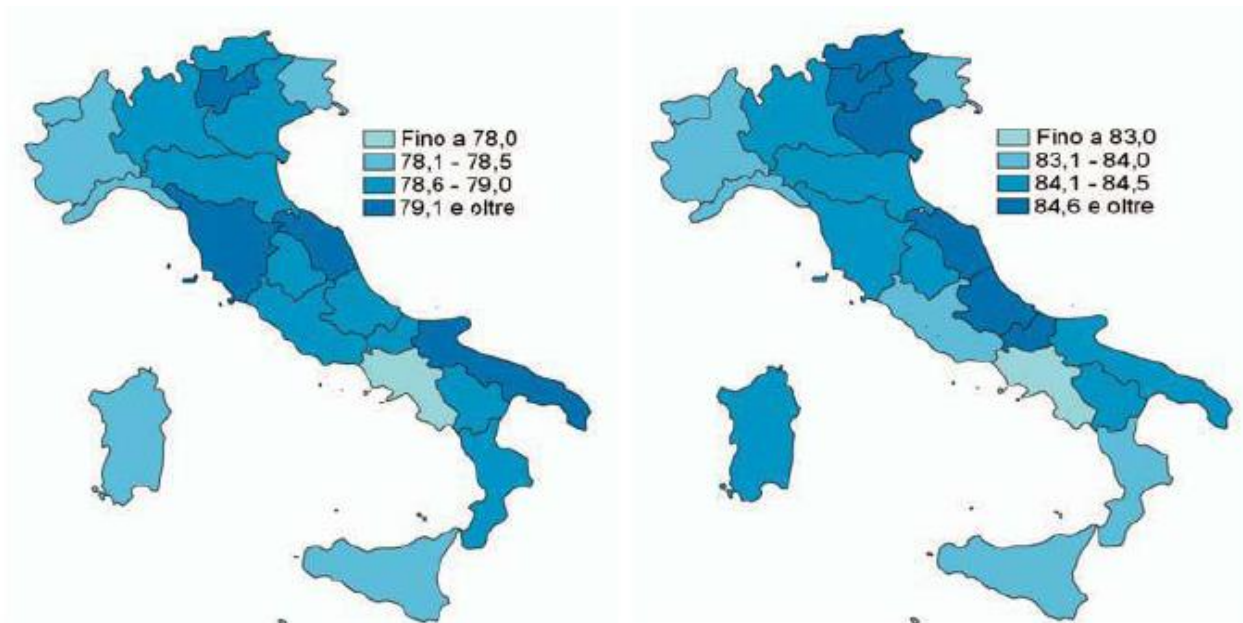 Fino a 78,0
78,1 - 78,5
78,6 - 79,0
79,1 e oltre
Fino a 83,0
83,1 - 84,0
84,1 - 84,5
84,6 e oltre